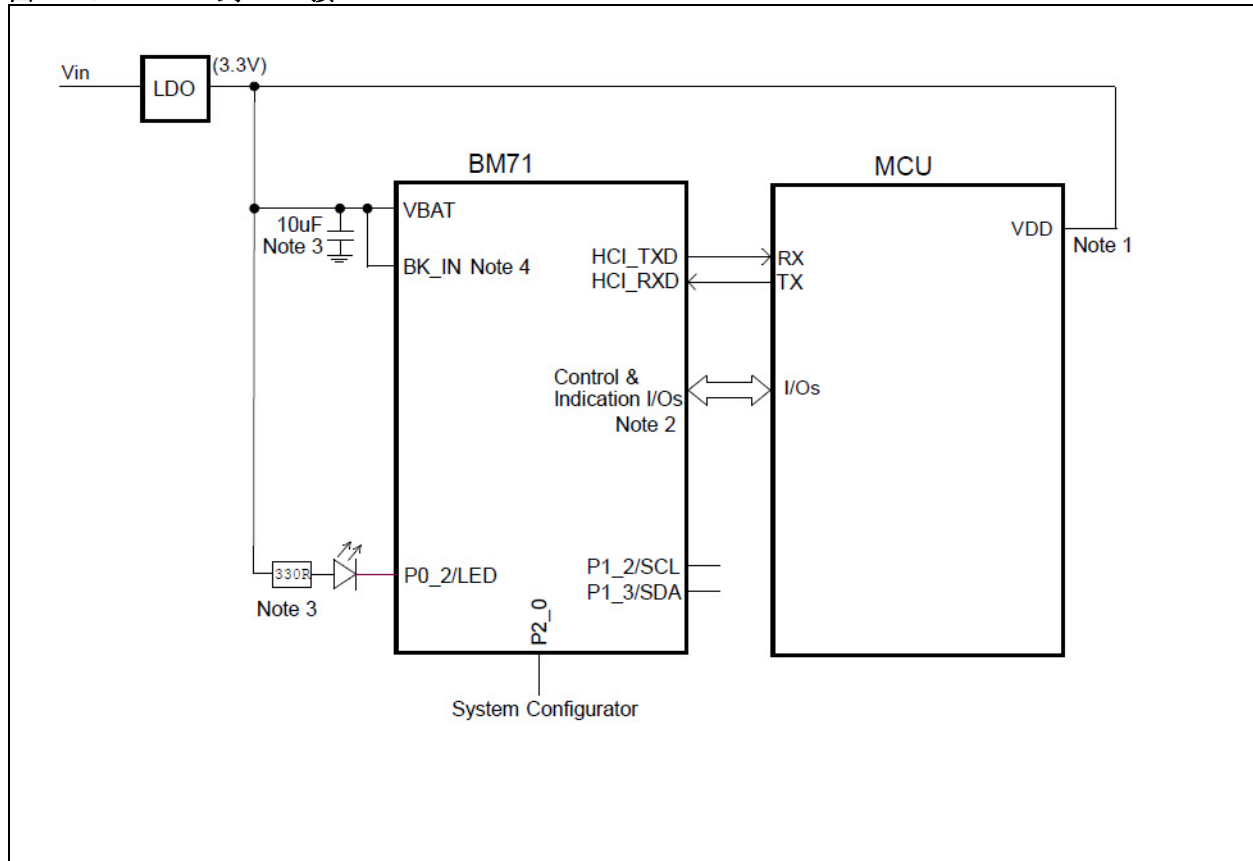 Vin
LDO
(3.3V)
BM71
MCU
VBAT
10uF
Note 3
BK_IN Note 4
VDD
Note 1
HCI_TXD
RX
HCI_RXD
TX
Control &
Indication I/Os
Note 2
I/Os
330R
P0_2/LED
Note 3
P1_2/SCL
P1_3/SDA
P2_0
System Configurator